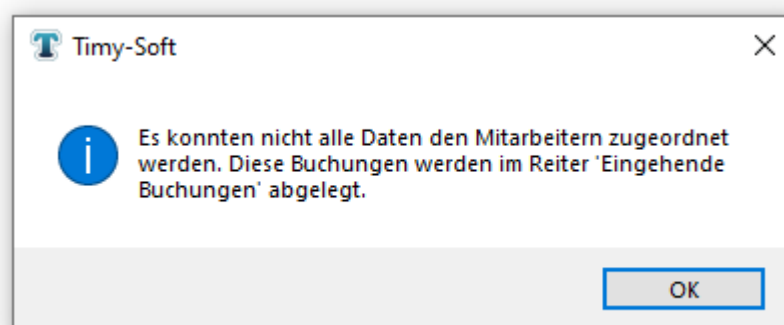 Timy-Soft
Es konnten nicht alle Daten den Mitarbeitern zugeordnet
werden. Diese Buchungen werden im Reiter 'Eingehende
Buchungen' abgelegt.
OK